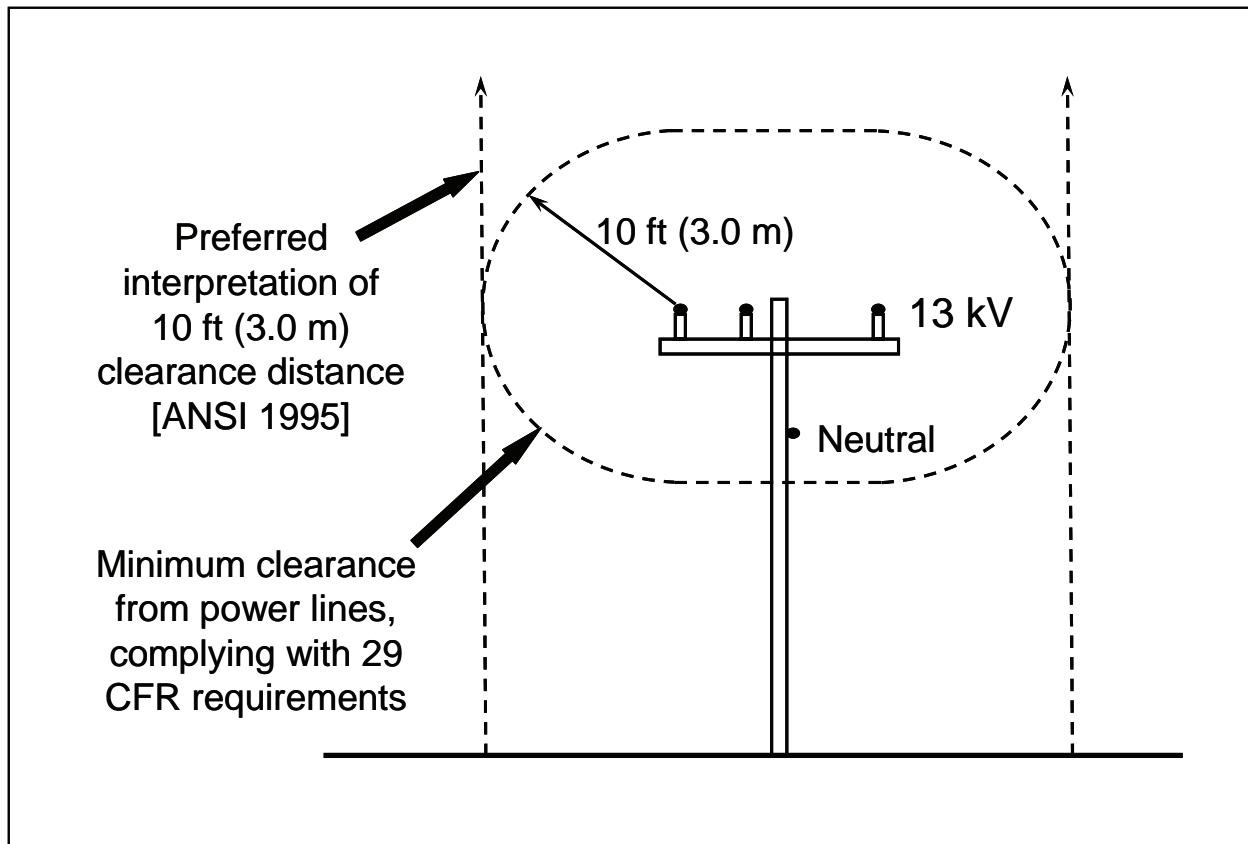 Preferred
interpretation of
10 ft (3.0 m)
clearance distance
[ANSI 1995]
10 ft (3.0 m)
13 kV
Neutral
Minimum clearance
from power lines,
complying with 29
CFR requirements